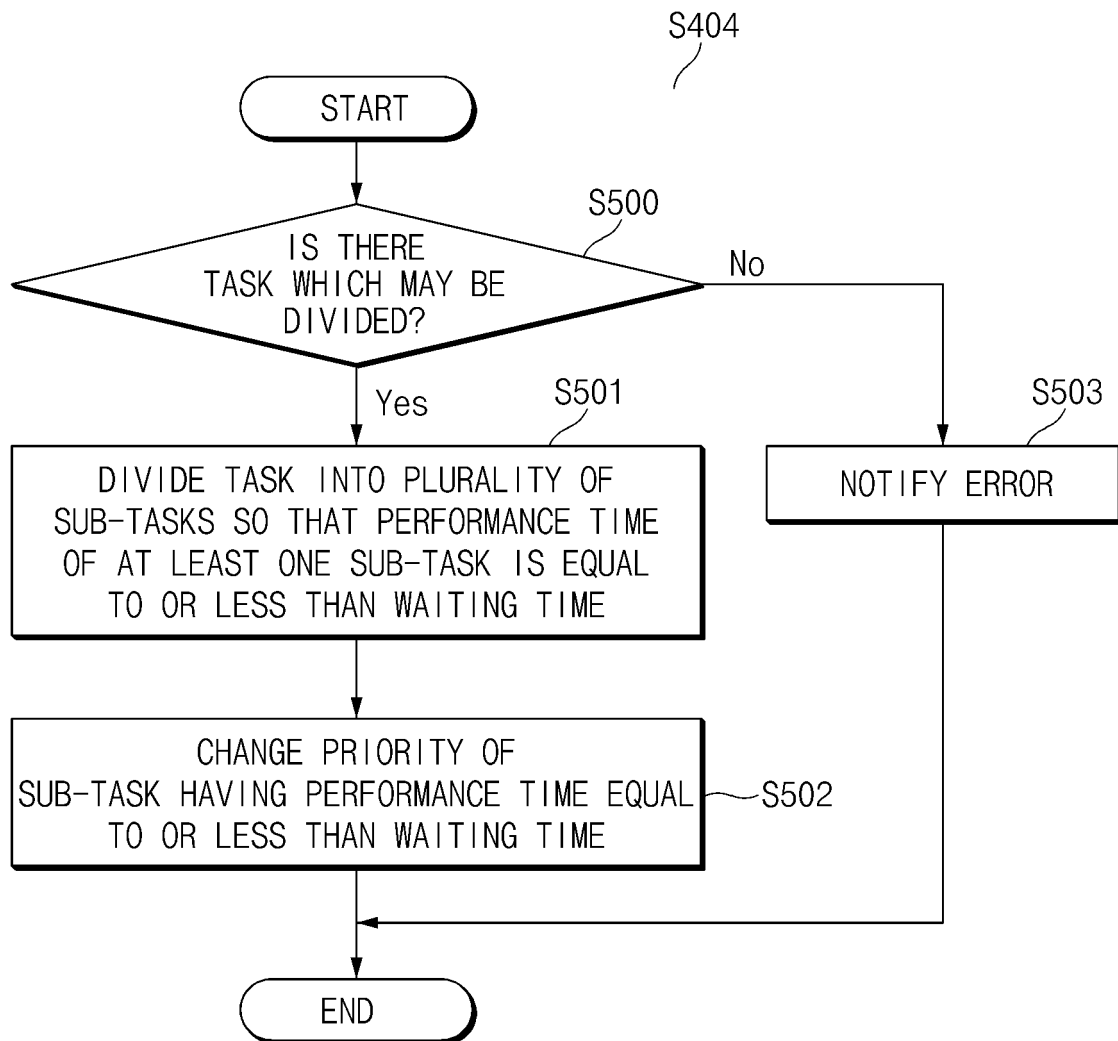 S404
START
S500
IS THERE
TASK WHICH MAY BE
DIVIDED?
No
Yes
S501
DIVIDE TASK INTO PLURALITY OF
SUB-TASKS SO THAT PERFORMANCE TIME
OF AT LEAST ONE SUB-TASK IS EQUAL
TO OR LESS THAN WAITING TIME
S503
NOTIFY ERROR
CHANGE PRIORITY OF
SUB-TASK HAVING PERFORMANCE TIME EQUAL
TO OR LESS THAN WAITING TIME
S502
END